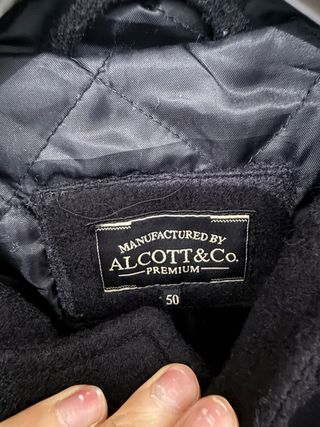 MANUFACTURED BY
ALCOTT&Co.
PREMIUM
50